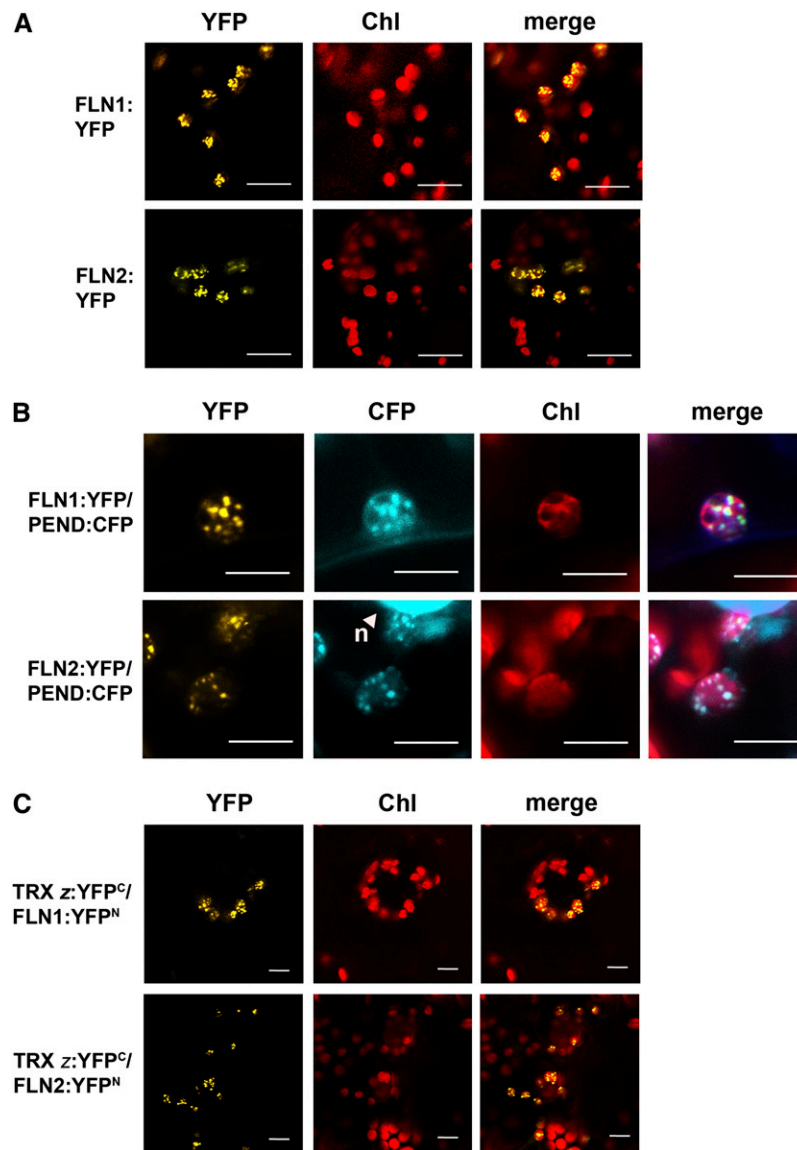 A
YFP Chl merge
FLN1:
YFP
FLN2:
YFP
B
YFP CFP Chl merge
FLN1:YFP/
PEND:CFP
n
FLN2:YFP/
PEND:CFP
C
YFP Chl merge
TRX z:YFPᶜ/
FLN1:YFPᴺ
TRX z:YFPᶜ/
FLN2:YFPᴺ